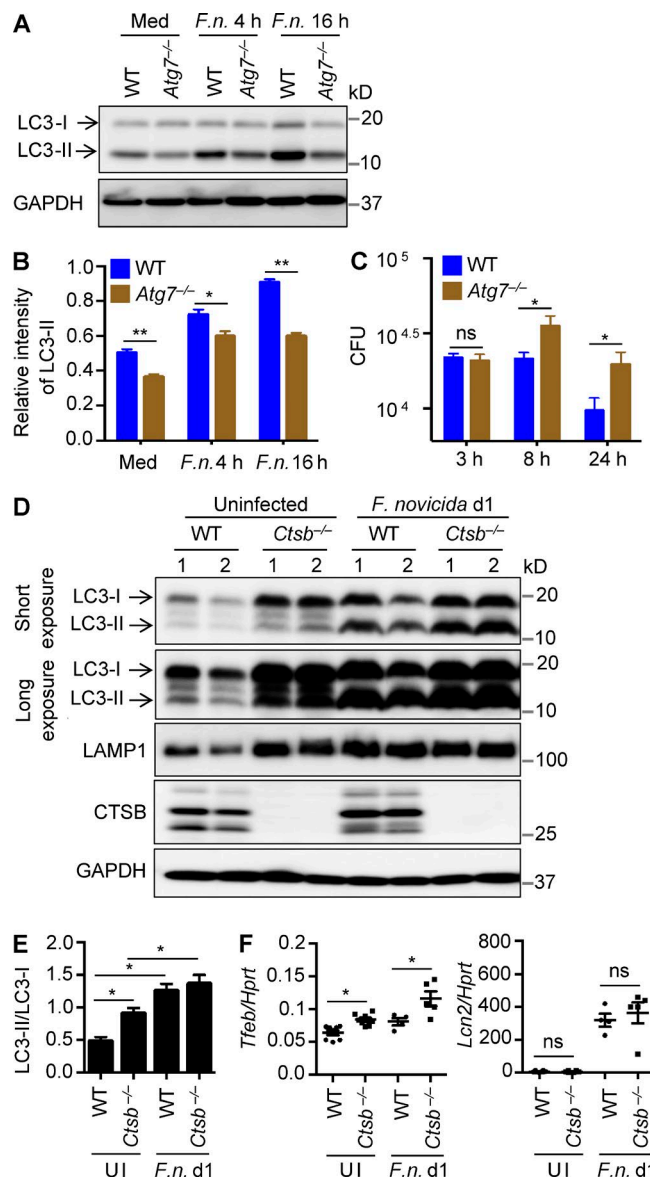 A
Med F.n. 4 h F.n. 16 h
WT Atg7–/– WT Atg7–/– WT Atg7–/– kD
LC3-I 20
LC3-II 10
GAPDH 37
B
WT
Atg7–/–
Relative intensity of LC3-II
1.0
0.8
0.6
0.4
0.2
0.0
** * **
Med F.n. 4 h F.n. 16 h
C
WT
Atg7–/–
CFU
10^5
10^4.5
10^4
ns * *
3 h 8 h 24 h
D
Uninfected F. novicida d1
WT Ctsb–/– WT Ctsb–/–
1 2 1 2 1 2 1 2 kD
Short exposure
LC3-I 20
LC3-II 10
Long exposure
LC3-I 20
LC3-II 10
LAMP1 100
CTSB 25
GAPDH 37
E
LC3-II/LC3-I
2.0
1.5
1.0
0.5
0.0
* * *
WT Ctsb–/– WT Ctsb–/–
UI F.n. d1
F
Tfeb/Hprt
0.2
0.15
0.1
0.05
0.0
* *
WT Ctsb–/– WT Ctsb–/–
UI F.n. d1
Lcn2/Hprt
800
600
400
200
0
ns ns
WT Ctsb–/– WT Ctsb–/–
UI F.n. d1